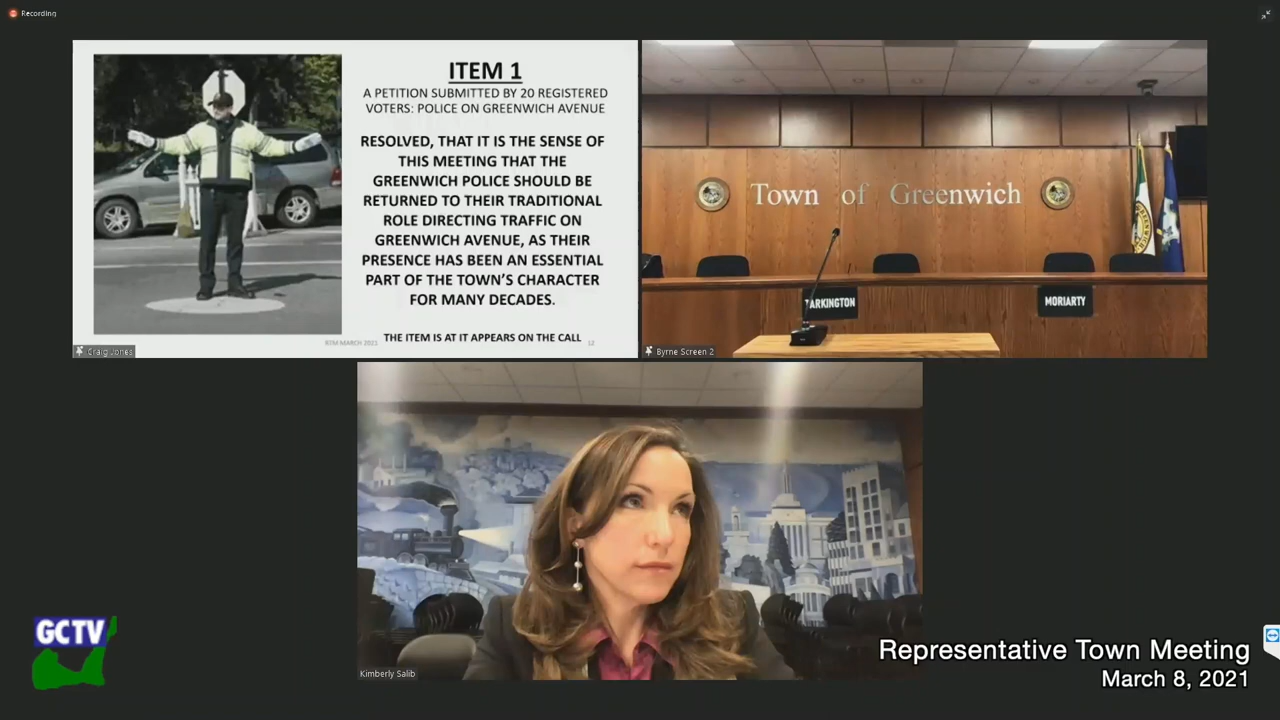 Recording
ITEM 1
A PETITION SUBMITTED BY 20 REGISTERED
VOTERS: POLICE ON GREENWICH AVENUE
RESOLVED, THAT IT IS THE SENSE OF
THIS MEETING THAT THE
GREENWICH POLICE SHOULD BE
RETURNED TO THEIR TRADITIONAL
ROLE DIRECTING TRAFFIC ON
GREENWICH AVENUE, AS THEIR
PRESENCE HAS BEEN AN ESSENTIAL
PART OF THE TOWN'S CHARACTER
FOR MANY DECADES.
THE ITEM IS AT IT APPEARS ON THE CALL
RTM MARCH 2021
12
Craig Jones
Town of Greenwich
TARKINGTON
MORIARTY
Byrne Screen 2
Kimberly Salib
GCTV
Representative Town Meeting
March 8, 2021